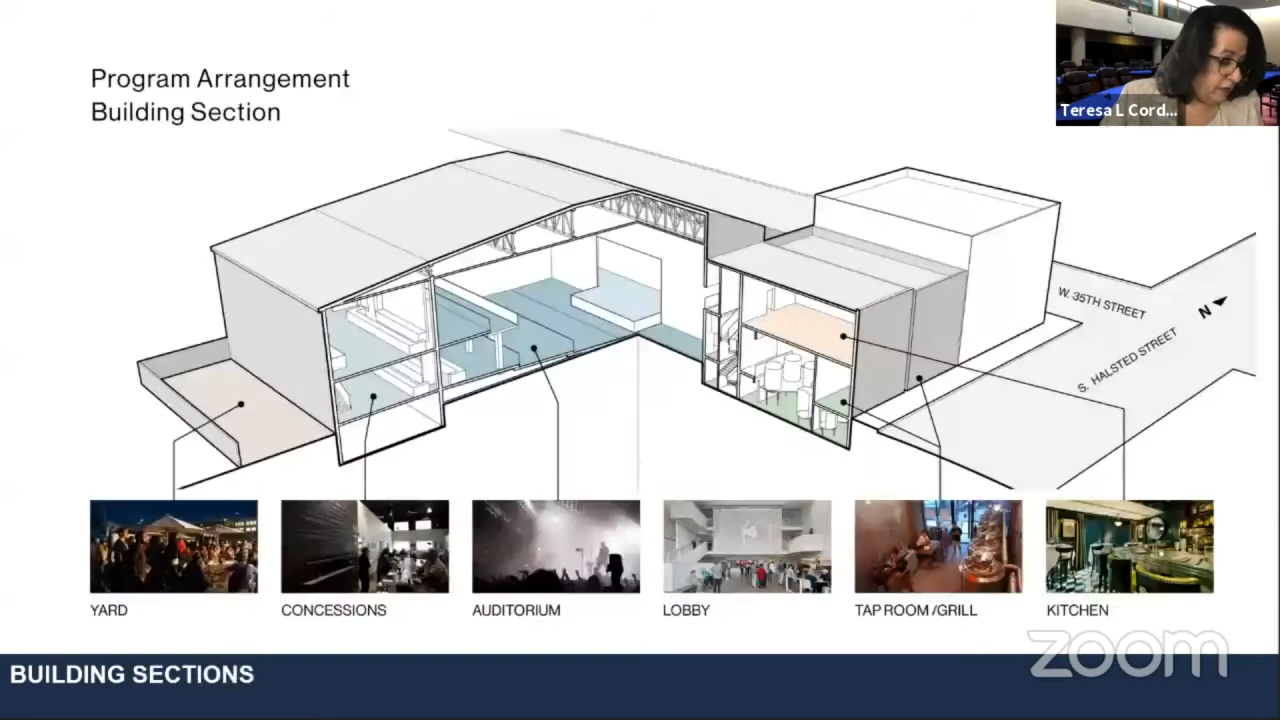 Program Arrangement
Building Section
Teresa L Cord...
W. 35TH STREET
N
S. HALSTED STREET
YARD
CONCESSIONS
AUDITORIUM
LOBBY
TAP ROOM /GRILL
KITCHEN
zoom
BUILDING SECTIONS